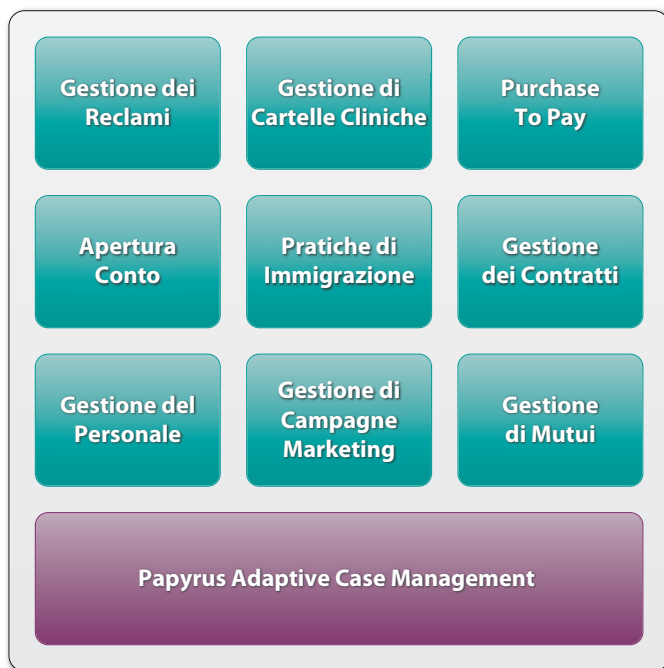 Gestione dei
Reclami
Gestione di
Cartelle Cliniche
Purchase
To Pay
Apertura
Conto
Pratiche di
Immigrazione
Gestione
dei Contratti
Gestione del
Personale
Gestione di
Campagne
Marketing
Gestione
di Mutui
Papyrus Adaptive Case Management